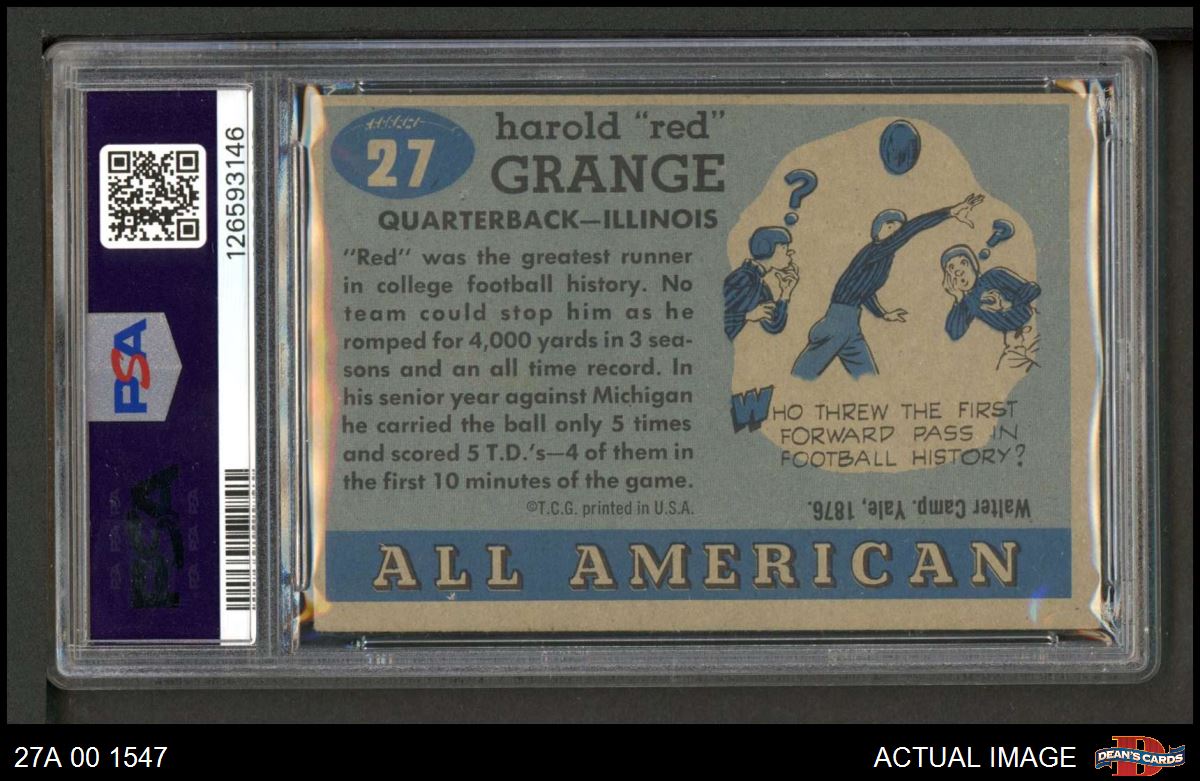 PSA
126593146
PSA
27
harold "red"
GRANGE
QUARTERBACK—ILLINOIS
"Red" was the greatest runner
in college football history. No
team could stop him as he
romped for 4,000 yards in 3 sea-
sons and an all time record. In
his senior year against Michigan
he carried the ball only 5 times
and scored 5 T.D.'s—4 of them in
the first 10 minutes of the game.
©T.C.G. printed in U.S.A.
?
?
WHO THREW THE FIRST
FORWARD PASS IN
FOOTBALL HISTORY?
Walter Camp. Yale, 1876.
ALL AMERICAN
27A 00 1547
ACTUAL IMAGE
D
DEAN'S CARDS